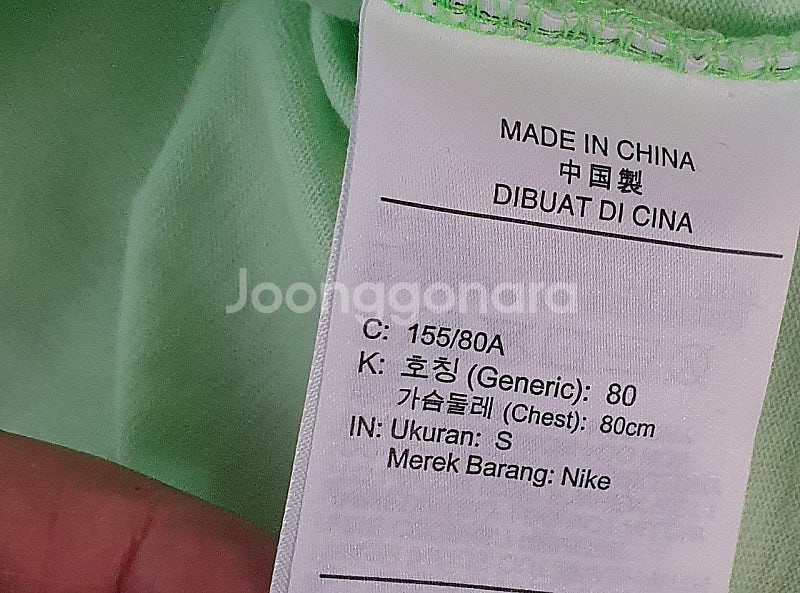 MADE IN CHINA
中国製
DIBUAT DI CINA
Joonggonara
C: 155/80A
K: 호칭 (Generic): 80
가슴둘레 (Chest): 80cm
IN: Ukuran: S
Merek Barang: Nike